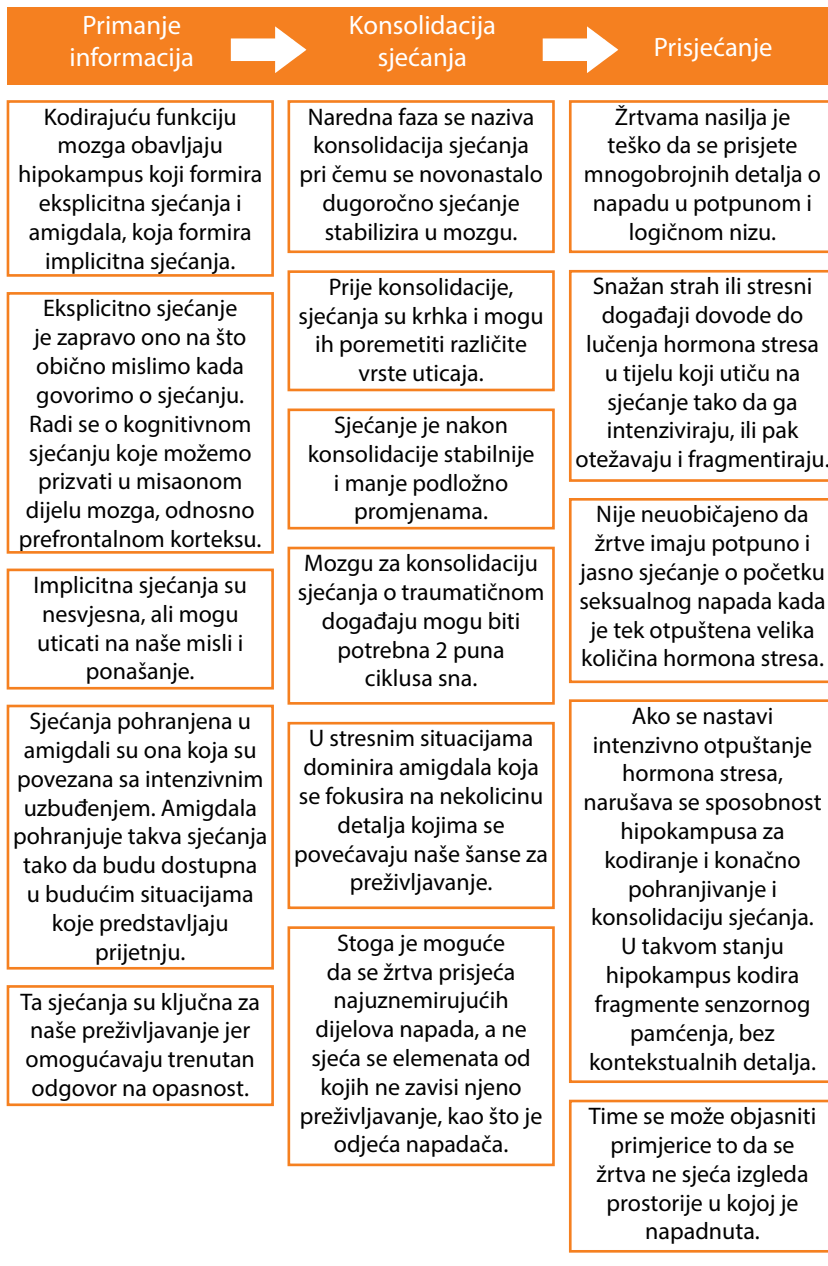 Primanje
informacija
Konsolidacija
sjećanja
Prisjećanje
Kodirajuću funkciju
mozga obavljaju
hipokampus koji formira
eksplicitna sjećanja i
amigdala, koja formira
implicitna sjećanja.
Eksplicitno sjećanje
je zapravo ono na što
obično mislimo kada
govorimo o sjećanju.
Radi se o kognitivnom
sjećanju koje možemo
prizvati u misaonom
dijelu mozga, odnosno
prefrontalnom korteksu.
Implicitna sjećanja su
nesvjesna, ali mogu
uticati na naše misli i
ponašanje.
Sjećanja pohranjena u
amigdali su ona koja su
povezana sa intenzivnim
uzbuđenjem. Amigdala
pohranjuje takva sjećanja
tako da budu dostupna
u budućim situacijama
koje predstavljaju
prijetnju.
Ta sjećanja su ključna za
naše preživljavanje jer
omogućavaju trenutan
odgovor na opasnost.
Naredna faza se naziva
konsolidacija sjećanja
pri čemu se novonastalo
dugoročno sjećanje
stabilizira u mozgu.
Prije konsolidacije,
sjećanja su krhka i mogu
ih poremetiti različite
vrste uticaja.
Sjećanje je nakon
konsolidacije stabilnije
i manje podložno
promjenama.
Mozgu za konsolidaciju
sjećanja o traumatičnom
događaju mogu biti
potrebna 2 puna
ciklusa sna.
U stresnim situacijama
dominira amigdala koja
se fokusira na nekolicinu
detalja kojima se
povećavaju naše šanse za
preživljavanje.
Stoga je moguće
da se žrtva prisjeća
najuznemirujućih
dijelova napada, a ne
sjeća se elemenata od
kojih ne zavisi njeno
preživljavanje, kao što je
odjeća napadača.
Žrtvama nasilja je
teško da se prisjete
mnogobrojnih detalja o
napadu u potpunom i
logičnom nizu.
Snažan strah ili stresni
događaji dovode do
lučenja hormona stresa
u tijelu koji utiču na
sjećanje tako da ga
intenziviraju, ili pak
otežavaju i fragmentiraju.
Nije neuobičajeno da
žrtve imaju potpuno i
jasno sjećanje o početku
seksualnog napada kada
je tek otpuštena velika
količina hormona stresa.
Ako se nastavi
intenzivno otpuštanje
hormona stresa,
narušava se sposobnost
hipokampusa za
kodiranje i konačno
pohranjivanje i
konsolidaciju sjećanja.
U takvom stanju
hipokampus kodira
fragmente senzornog
pamćenja, bez
kontekstualnih detalja.
Time se može objasniti
primjerice to da se
žrtva ne sjeća izgleda
prostorije u kojoj je
napadnuta.